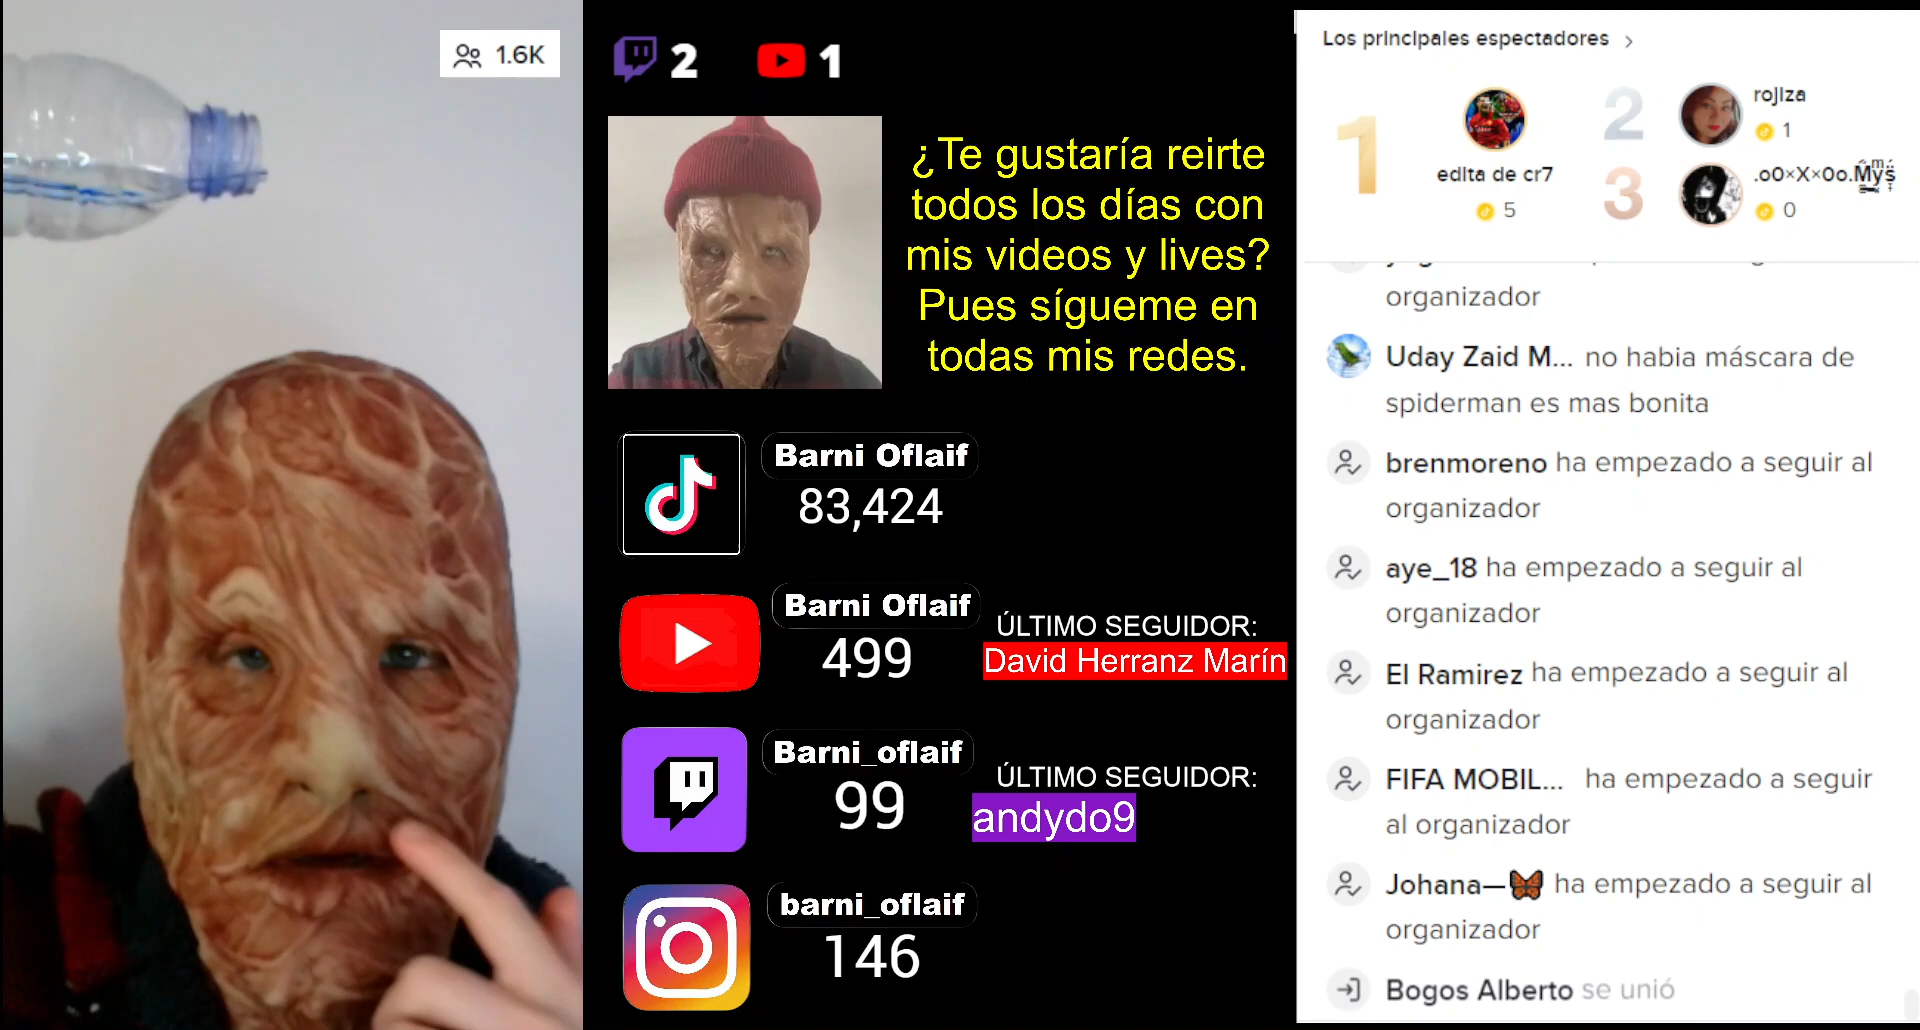 1.6K
2
1
¿Te gustaría reirte
todos los días con
mis videos y lives?
Pues sígueme en
todas mis redes.
Barni Oflaif
83,424
Barni Oflaif
499
ÚLTIMO SEGUIDOR:
David Herranz Marín
Barni_oflaif
99
ÚLTIMO SEGUIDOR:
andydo9
barni_oflaif
146
Los principales espectadores >
1
edita de cr7
5
2
rojiza
1
3
.oO×X×Oo.Mys
0
organizador
Uday Zaid M... no habia máscara de
spiderman es mas bonita
brenmoreno ha empezado a seguir al
organizador
aye_18 ha empezado a seguir al
organizador
El Ramirez ha empezado a seguir al
organizador
FIFA MOBIL... ha empezado a seguir
al organizador
Johana—🦋 ha empezado a seguir al
organizador
Bogos Alberto se unió